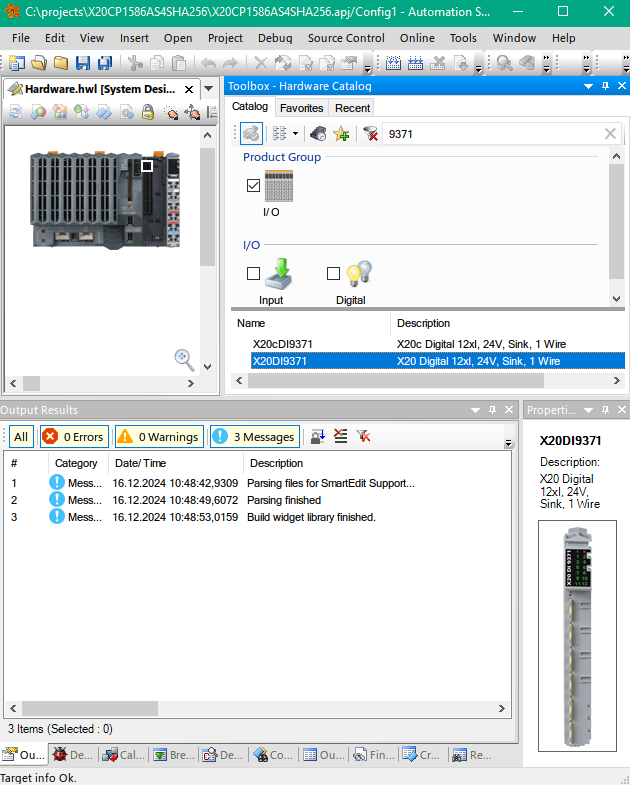 C:\projects\X20CP1586AS4SHA256\X20CP1586AS4SHA256.apj/Config1 - Automation S...
File Edit View Insert Open Project Debug Source Control Online Tools Window Help
Hardware.hwl [System Desi...
Toolbox - Hardware Catalog
Catalog Favorites Recent
9371
Product Group
I/O
I/O
Input Digital
Name Description
X20cDI9371 X20c Digital 12xI, 24V, Sink, 1 Wire
X20DI9371 X20 Digital 12xI, 24V, Sink, 1 Wire
Output Results
All 0 Errors 0 Warnings 3 Messages
# Category Date/Time Description
1 Mess... 16.12.2024 10:48:42,9309 Parsing files for SmartEdit Support...
2 Mess... 16.12.2024 10:48:49,6072 Parsing finished
3 Mess... 16.12.2024 10:48:53,0159 Build widget library finished.
3 Items (Selected : 0)
Properti...
X20DI9371
Description:
X20 Digital
12xI, 24V,
Sink, 1 Wire
X20 DI 9371
Ou... De... Cal... Bre... De... Co... Ou... Fin... Cr... Re...
Target info Ok.